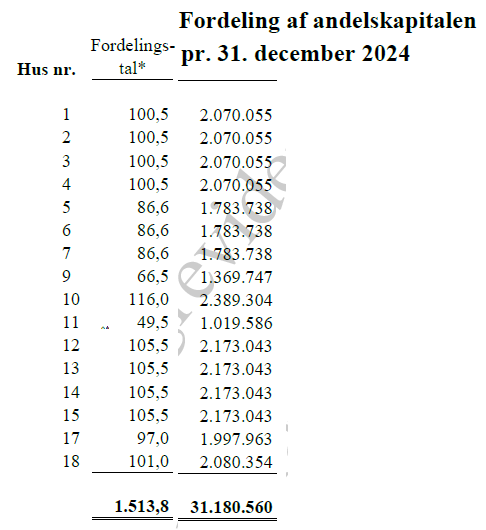 Fordeling af andelskapitalen
pr. 31. december 2024
Fordelings-
Hus nr. tal*
1 100,5 2.070.055
2 100,5 2.070.055
3 100,5 2.070.055
4 100,5 2.070.055
5 86,6 1.783.738
6 86,6 1.783.738
7 86,6 1.783.738
9 66,5 1.369.747
10 116,0 2.389.304
11 49,5 1.019.586
12 105,5 2.173.043
13 105,5 2.173.043
14 105,5 2.173.043
15 105,5 2.173.043
17 97,0 1.997.963
18 101,0 2.080.354
1.513,8 31.180.560